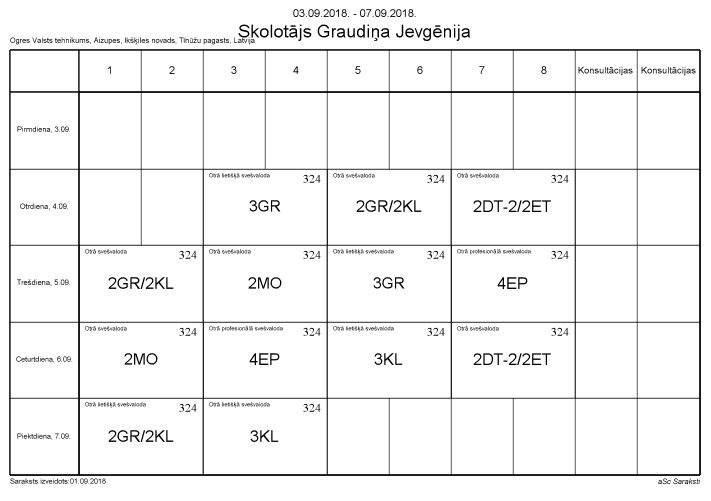 03.09.2018. - 07.09.2018.
Skolotājs Graudiņa Jevgēnija
Ogres Valsts tehnikums, Aizupes, Ikšķiles novads, Tīnūžu pagasts, Latvija
1 2 3 4 5 6 7 8 Konsultācijas Konsultācijas
Pirmdiena, 3.09.
Otrā lietišķā svešvaloda 324 Otrā svešvaloda 324 Otrā svešvaloda 324
Otrdiena, 4.09. 3GR 2GR/2KL 2DT-2/2ET
Otrā svešvaloda 324 Otrā svešvaloda 324 Otrā lietišķā svešvaloda 324 Otrā profesionālā svešvaloda 324
Trešdiena, 5.09. 2GR/2KL 2MO 3GR 4EP
Otrā svešvaloda 324 Otrā profesionālā svešvaloda 324 Otrā lietišķā svešvaloda 324 Otrā svešvaloda 324
Ceturtdiena, 6.09. 2MO 4EP 3KL 2DT-2/2ET
Otrā lietišķā svešvaloda 324 Otrā lietišķā svešvaloda 324
Piektdiena, 7.09. 2GR/2KL 3KL
Saraksts izveidots:01.09.2018 aSc Saraksti